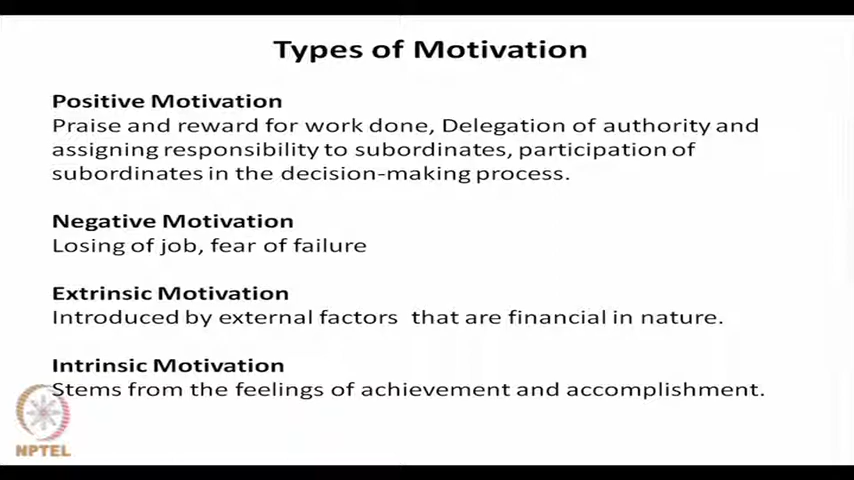 Types of Motivation
Positive Motivation
Praise and reward for work done, Delegation of authority and
assigning responsibility to subordinates, participation of
subordinates in the decision-making process.
Negative Motivation
Losing of job, fear of failure
Extrinsic Motivation
Introduced by external factors that are financial in nature.
Intrinsic Motivation
Stems from the feelings of achievement and accomplishment.
NPTEL